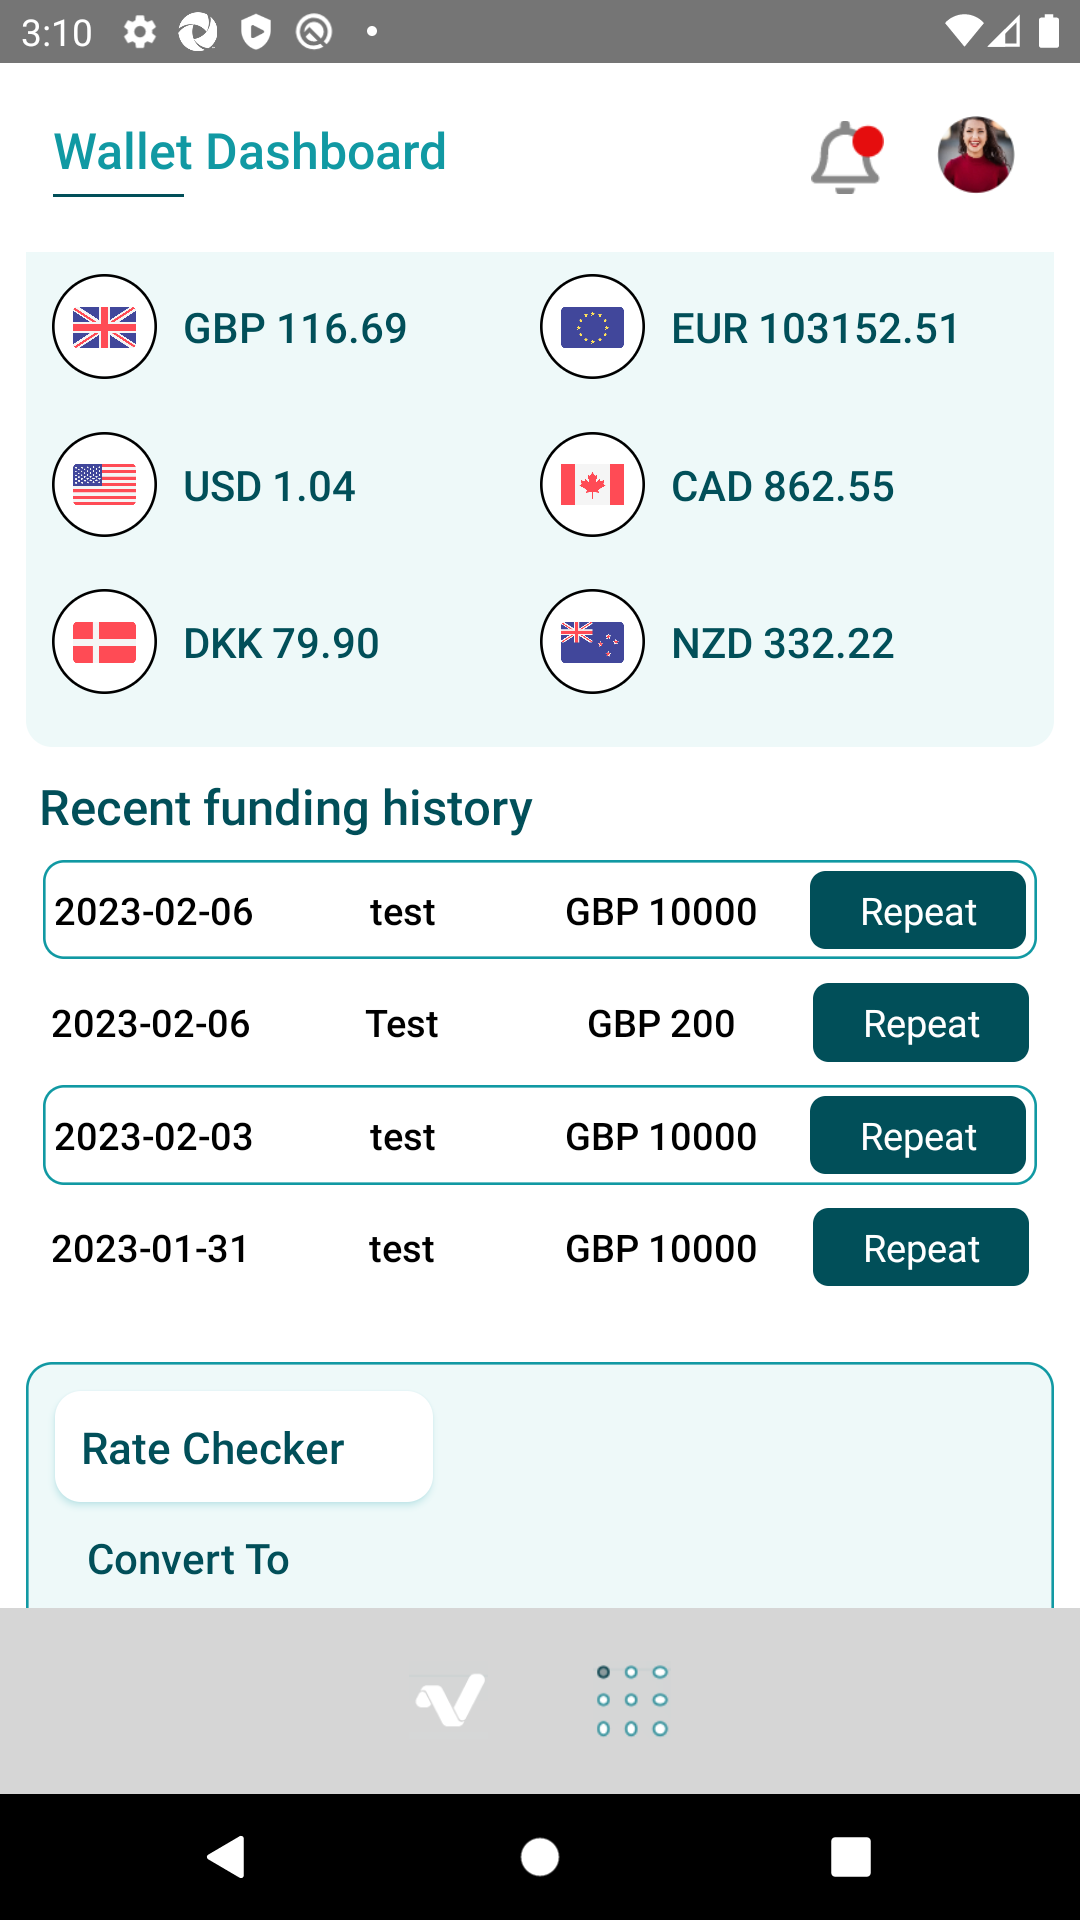 3:10
Wallet Dashboard
GBP 116.69
EUR 103152.51
USD 1.04
CAD 862.55
DKK 79.90
NZD 332.22
Recent funding history
2023-02-06 test GBP 10000 Repeat
2023-02-06 Test GBP 200 Repeat
2023-02-03 test GBP 10000 Repeat
2023-01-31 test GBP 10000 Repeat
Rate Checker
Convert To